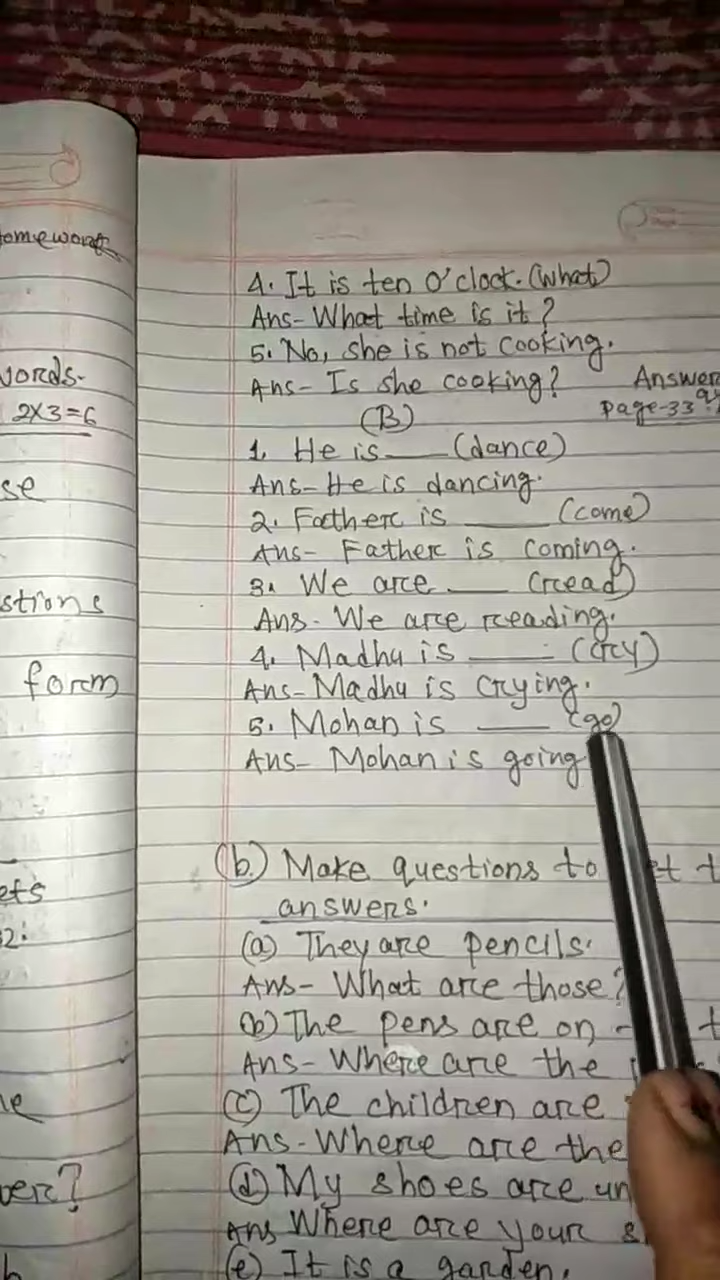 words.
2x3=6
se
stions
form
ets
4. It is ten O'clock. (What)
Ans- What time is it?
5. No, she is not cooking.
Ans- Is she cooking? Answer
page-33
(B)
1. He is ___ (dance)
Ans- He is dancing.
2. Father is ___ (come)
Ans- Father is coming.
3. We are ___ (read)
Ans- We are reading.
4. Madhu is ___ (cry)
Ans- Madhu is crying.
5. Mohan is ___ (go)
Ans- Mohan is going
(b.) Make questions to
answers.
(a) They are pencils.
Ans- What are those?
(b) The pens are on
Ans- Where are the
(c) The children are
Ans- Where are the
(d) My shoes are un
Ans Where are your s
(e) It is a garden.